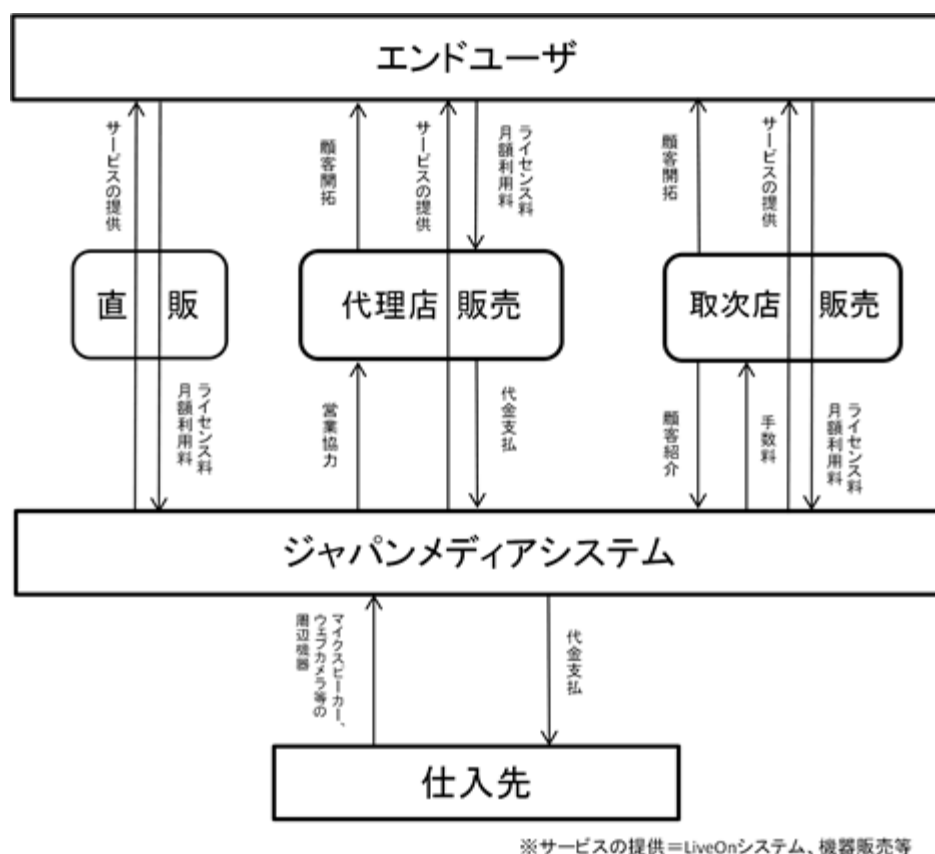 エンドユーザ
サービスの提供
顧客開拓
サービスの提供
ライセンス料
月額利用料
顧客開拓
サービスの提供
直 販
代理店 販売
取次店 販売
ライセンス料
月額利用料
営業協力
代金支払
顧客紹介
手数料
ライセンス料
月額利用料
ジャパンメディアシステム
マイクスピーカー、
ウェブカメラ等の
周辺機器
代金支払
仕入先
※サービスの提供＝LiveOnシステム、機器販売等